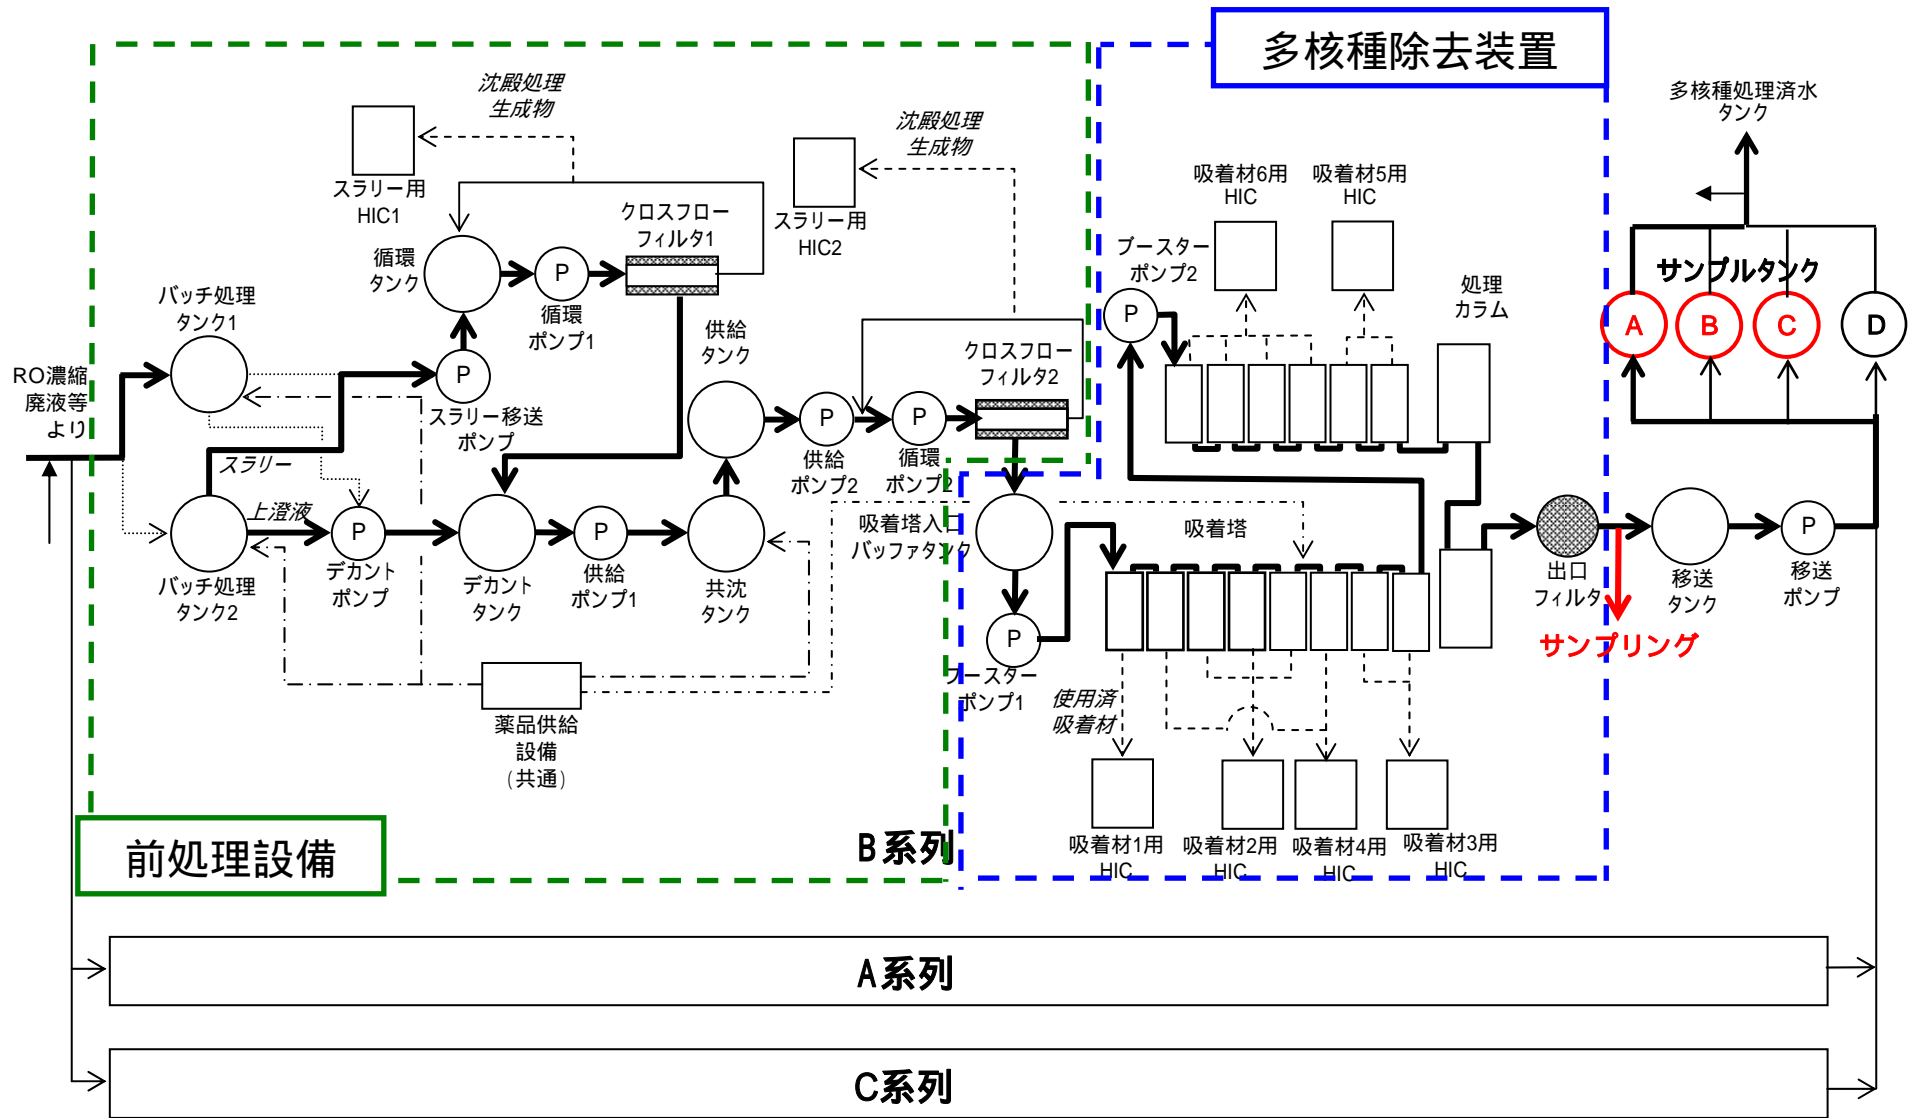 多核種除去装置
沈殿処理
生成物
沈殿処理
生成物
多核種処理済水
タンク
スラリー用
HIC1
スラリー用
HIC2
吸着材6用
HIC
吸着材5用
HIC
クロスフロー
フィルタ1
循環
タンク
P
循環
ポンプ1
ブースター
ポンプ2
P
処理
カラム
サンプルタンク
A
B
C
D
バッチ処理
タンク1
供給
タンク
クロスフロー
フィルタ2
RO濃縮
廃液等
より
P
スラリー移送
ポンプ
P
供給
ポンプ2
P
循環
ポンプ2
スラリー
上澄液
バッチ処理
タンク2
P
デカント
ポンプ
デカント
タンク
P
供給
ポンプ1
共沈
タンク
吸着塔入口
バッファタンク
吸着塔
出口
フィルタ
移送
タンク
P
移送
ポンプ
サンプリング
P
ブースター
ポンプ1
使用済
吸着材
薬品供給
設備
(共通)
吸着材1用
HIC
吸着材2用
HIC
吸着材4用
HIC
吸着材3用
HIC
前処理設備
B系列
A系列
C系列